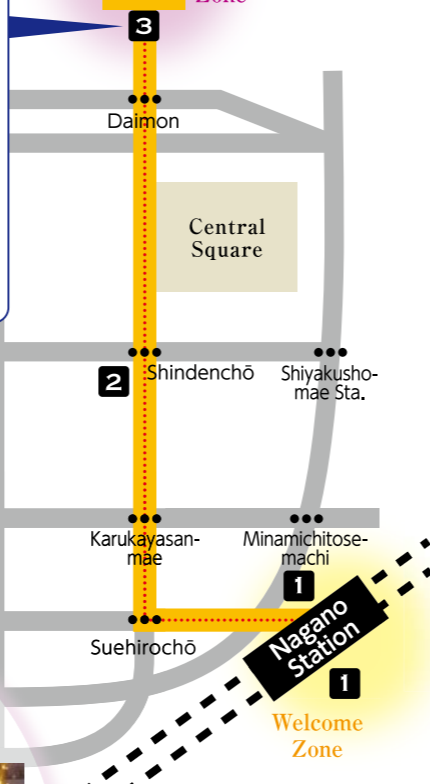 Zone
3
Daimon
Central
Square
2
Shindenchō
Shiyakusho-
mae Sta.
Karukayasan-
mae
Minamichitose-
machi
1
Nagano
Station
Suehirochō
1
Welcome
Zone